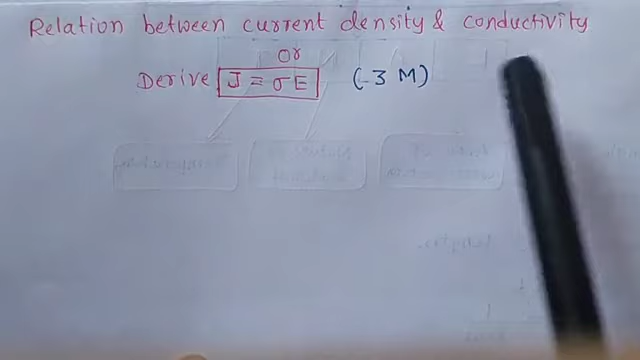 Relation between current density & conductivity
Or
Derive J = σE (-3 M)